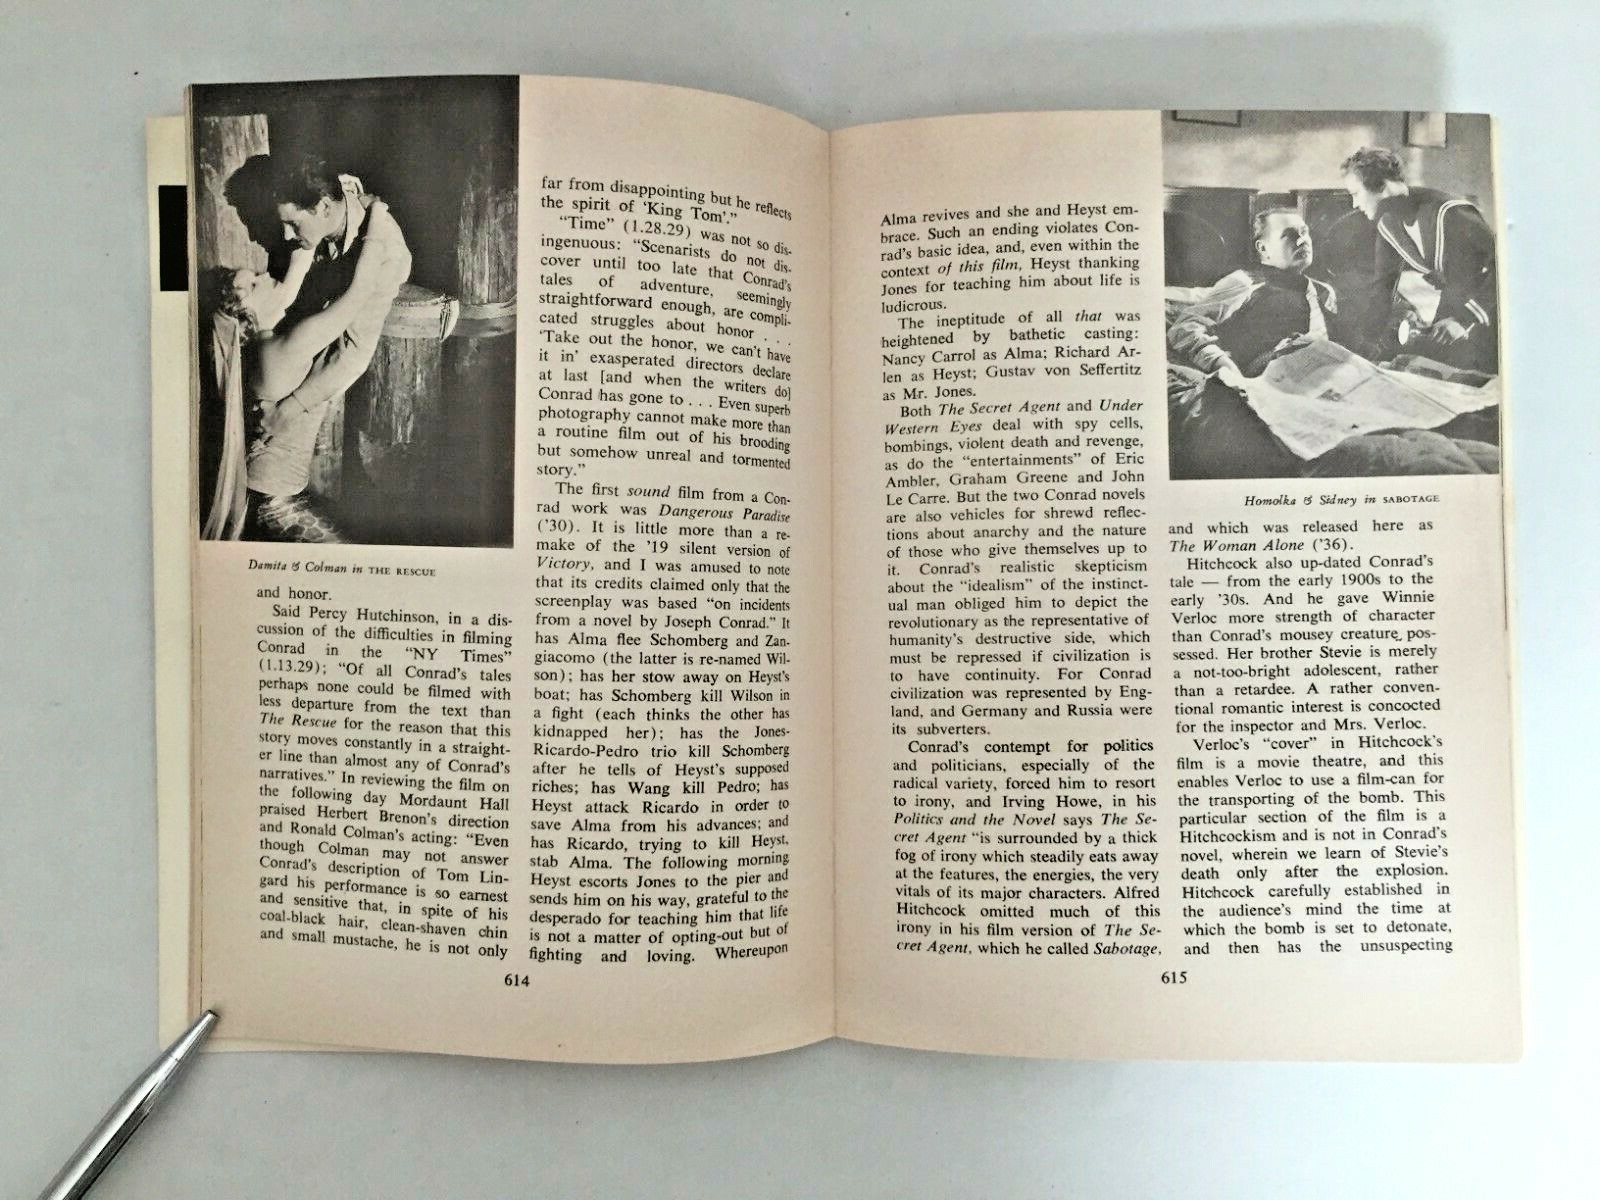 Damita & Colman in THE RESCUE
and honor.
Said Percy Hutchinson, in a dis-
cussion of the difficulties in filming
Conrad in the "NY Times"
(1.13.29); "Of all Conrad's tales
perhaps none could be filmed with
less departure from the text than
The Rescue for the reason that this
story moves constantly in a straight-
er line than almost any of Conrad's
narratives." In reviewing the film on
the following day Mordaunt Hall
praised Herbert Brenon's direction
and Ronald Colman's acting: "Even
though Colman may not answer
Conrad's description of Tom Lin-
gard his performance is so earnest
and sensitive that, in spite of his
coal-black hair, clean-shaven chin
and small mustache, he is not only
far from disappointing but he reflects
the spirit of 'King Tom'."
"Time" (1.28.29) was not so dis-
ingenuous: "Scenarists do not dis-
cover until too late that Conrad's
tales of adventure, seemingly
straightforward enough, are compli-
cated struggles about honor . . .
'Take out the honor, we can't have
it in' exasperated directors declare
at last [and when the writers do]
Conrad has gone to . . . Even superb
photography cannot make more than
a routine film out of his brooding
but somehow unreal and tormented
story."
The first sound film from a Con-
rad work was Dangerous Paradise
('30). It is little more than a re-
make of the '19 silent version of
Victory, and I was amused to note
that its credits claimed only that the
screenplay was based "on incidents
from a novel by Joseph Conrad." It
has Alma flee Schomberg and Zan-
giacomo (the latter is re-named Wil-
son); has her stow away on Heyst's
boat; has Schomberg kill Wilson in
a fight (each thinks the other has
kidnapped her); has the Jones-
Ricardo-Pedro trio kill Schomberg
after he tells of Heyst's supposed
riches; has Wang kill Pedro; has
Heyst attack Ricardo in order to
save Alma from his advances; and
has Ricardo, trying to kill Heyst,
stab Alma. The following morning
Heyst escorts Jones to the pier and
sends him on his way, grateful to the
desperado for teaching him that life
is not a matter of opting-out but of
fighting and loving. Whereupon
614
Alma revives and she and Heyst em-
brace. Such an ending violates Con-
rad's basic idea, and, even within the
context of this film, Heyst thanking
Jones for teaching him about life is
ludicrous.
The ineptitude of all that was
heightened by bathetic casting:
Nancy Carrol as Alma; Richard Ar-
len as Heyst; Gustav von Seffertitz
as Mr. Jones.
Both The Secret Agent and Under
Western Eyes deal with spy cells,
bombings, violent death and revenge,
as do the "entertainments" of Eric
Ambler, Graham Greene and John
Le Carre. But the two Conrad novels
are also vehicles for shrewd reflec-
tions about anarchy and the nature
of those who give themselves up to
it. Conrad's realistic skepticism
about the "idealism" of the instinct-
ual man obliged him to depict the
revolutionary as the representative of
humanity's destructive side, which
must be repressed if civilization is
to have continuity. For Conrad
civilization was represented by Eng-
land, and Germany and Russia were
its subverters.
Conrad's contempt for politics
and politicians, especially of the
radical variety, forced him to resort
to irony, and Irving Howe, in his
Politics and the Novel says The Se-
cret Agent "is surrounded by a thick
fog of irony which steadily eats away
at the features, the energies, the very
vitals of its major characters. Alfred
Hitchcock omitted much of this
irony in his film version of The Se-
cret Agent, which he called Sabotage,
Homolka & Sidney in SABOTAGE
and which was released here as
The Woman Alone ('36).
Hitchcock also up-dated Conrad's
tale — from the early 1900s to the
early '30s. And he gave Winnie
Verloc more strength of character
than Conrad's mousey creature, pos-
sessed. Her brother Stevie is merely
a not-too-bright adolescent, rather
than a retardee. A rather conven-
tional romantic interest is concocted
for the inspector and Mrs. Verloc.
Verloc's "cover" in Hitchcock's
film is a movie theatre, and this
enables Verloc to use a film-can for
the transporting of the bomb. This
particular section of the film is a
Hitchcockism and is not in Conrad's
novel, wherein we learn of Stevie's
death only after the explosion.
Hitchcock carefully established in
the audience's mind the time at
which the bomb is set to detonate,
and then has the unsuspecting
615